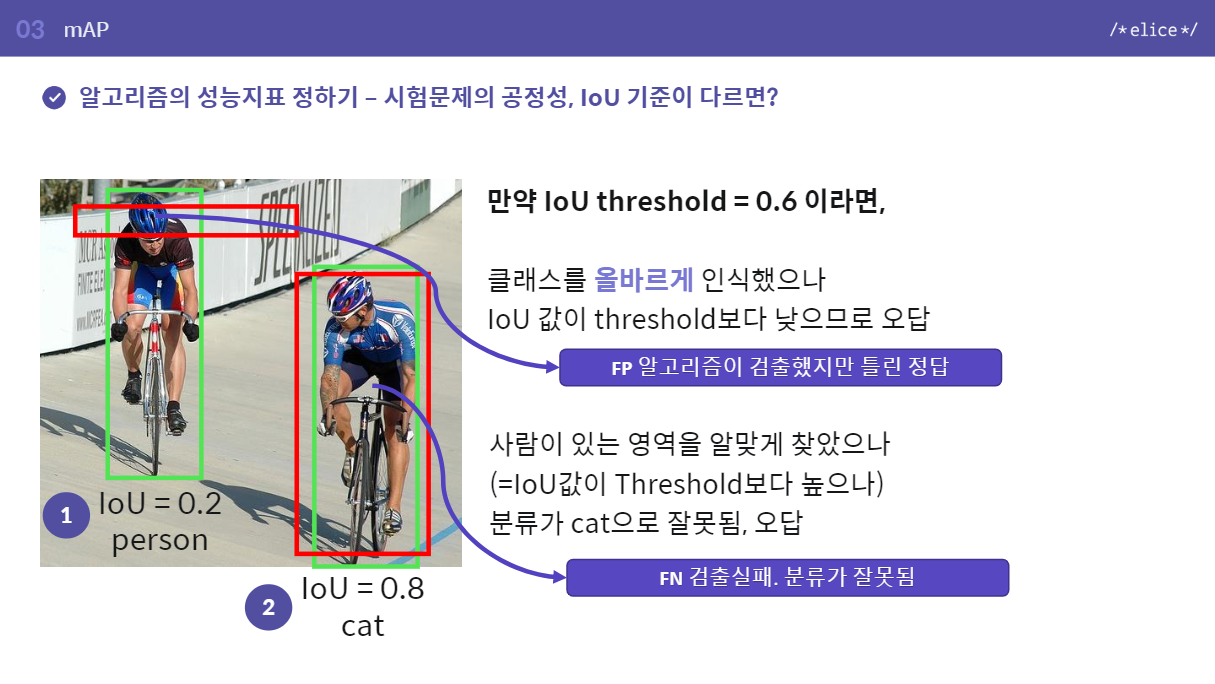 03 mAP
/*elice*/
알고리즘의 성능지표 정하기 – 시험문제의 공정성, IoU 기준이 다르면?
SPECIALIZED
만약 IoU threshold = 0.6 이라면,
클래스를 올바르게 인식했으나
IoU 값이 threshold보다 낮으므로 오답
FP 알고리즘이 검출했지만 틀린 정답
사람이 있는 영역을 알맞게 찾았으나
(=IoU값이 Threshold보다 높으나)
분류가 cat으로 잘못됨, 오답
FN 검출실패. 분류가 잘못됨
1
IoU = 0.2
person
2
IoU = 0.8
cat